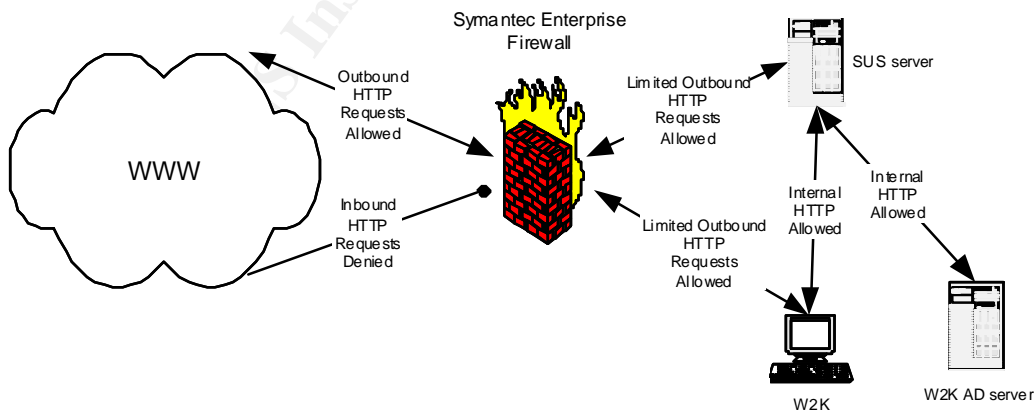 Symantec Enterprise
Firewall
SUS server
Outbound
HTTP
Requests
Allowed
Limited Outbound
HTTP
Requests
Allowed
WWW
Internal
HTTP
Allowed
Internal
HTTP
Allowed
Inbound
HTTP
Requests
Denied
Limited Outbound
HTTP
Requests
Allowed
W2K
W2K AD server